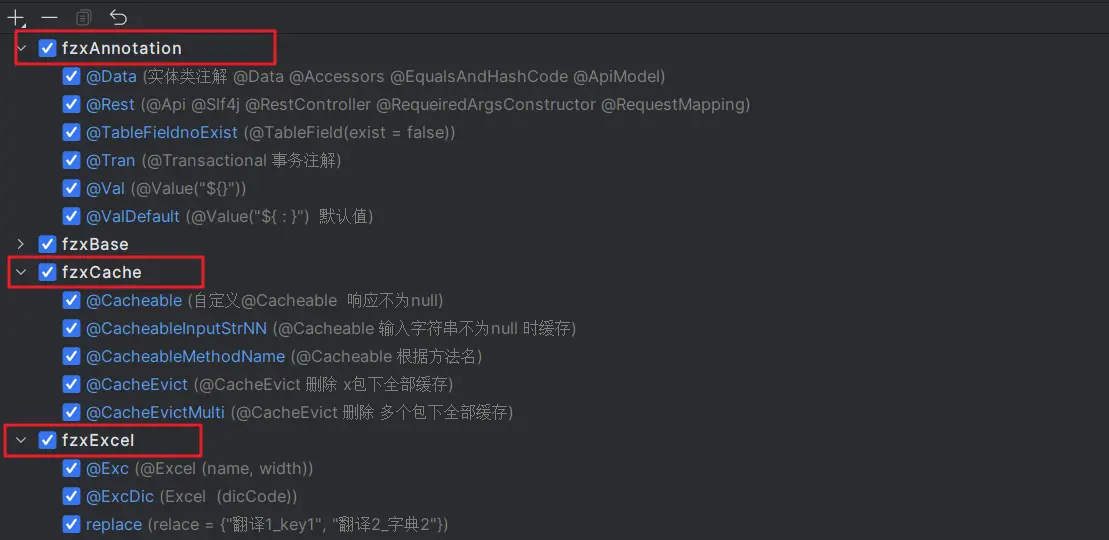 fzxAnnotation
@Data (实体类注解 @Data @Accessors @EqualsAndHashCode @ApiModel)
@Rest (@Api @Slf4j @RestController @RequeiredArgsConstructor @RequestMapping)
@TableFieldnoExist (@TableField(exist = false))
@Tran (@Transactional 事务注解)
@Val (@Value("${}"))
@ValDefault (@Value("${ : }")  默认值)
fzxBase
fzxCache
@Cacheable (自定义@Cacheable  响应不为null)
@CacheableInputStrNN (@Cacheable 输入字符串不为null 时缓存)
@CacheableMethodName (@Cacheable 根据方法名)
@CacheEvict (@CacheEvict 删除 x包下全部缓存)
@CacheEvictMulti (@CacheEvict 删除 多个包下全部缓存)
fzxExcel
@Exc (@Excel (name, width))
@ExcDic (Excel  (dicCode))
replace (relace = {"翻译1_key1", "翻译2_字典2"})